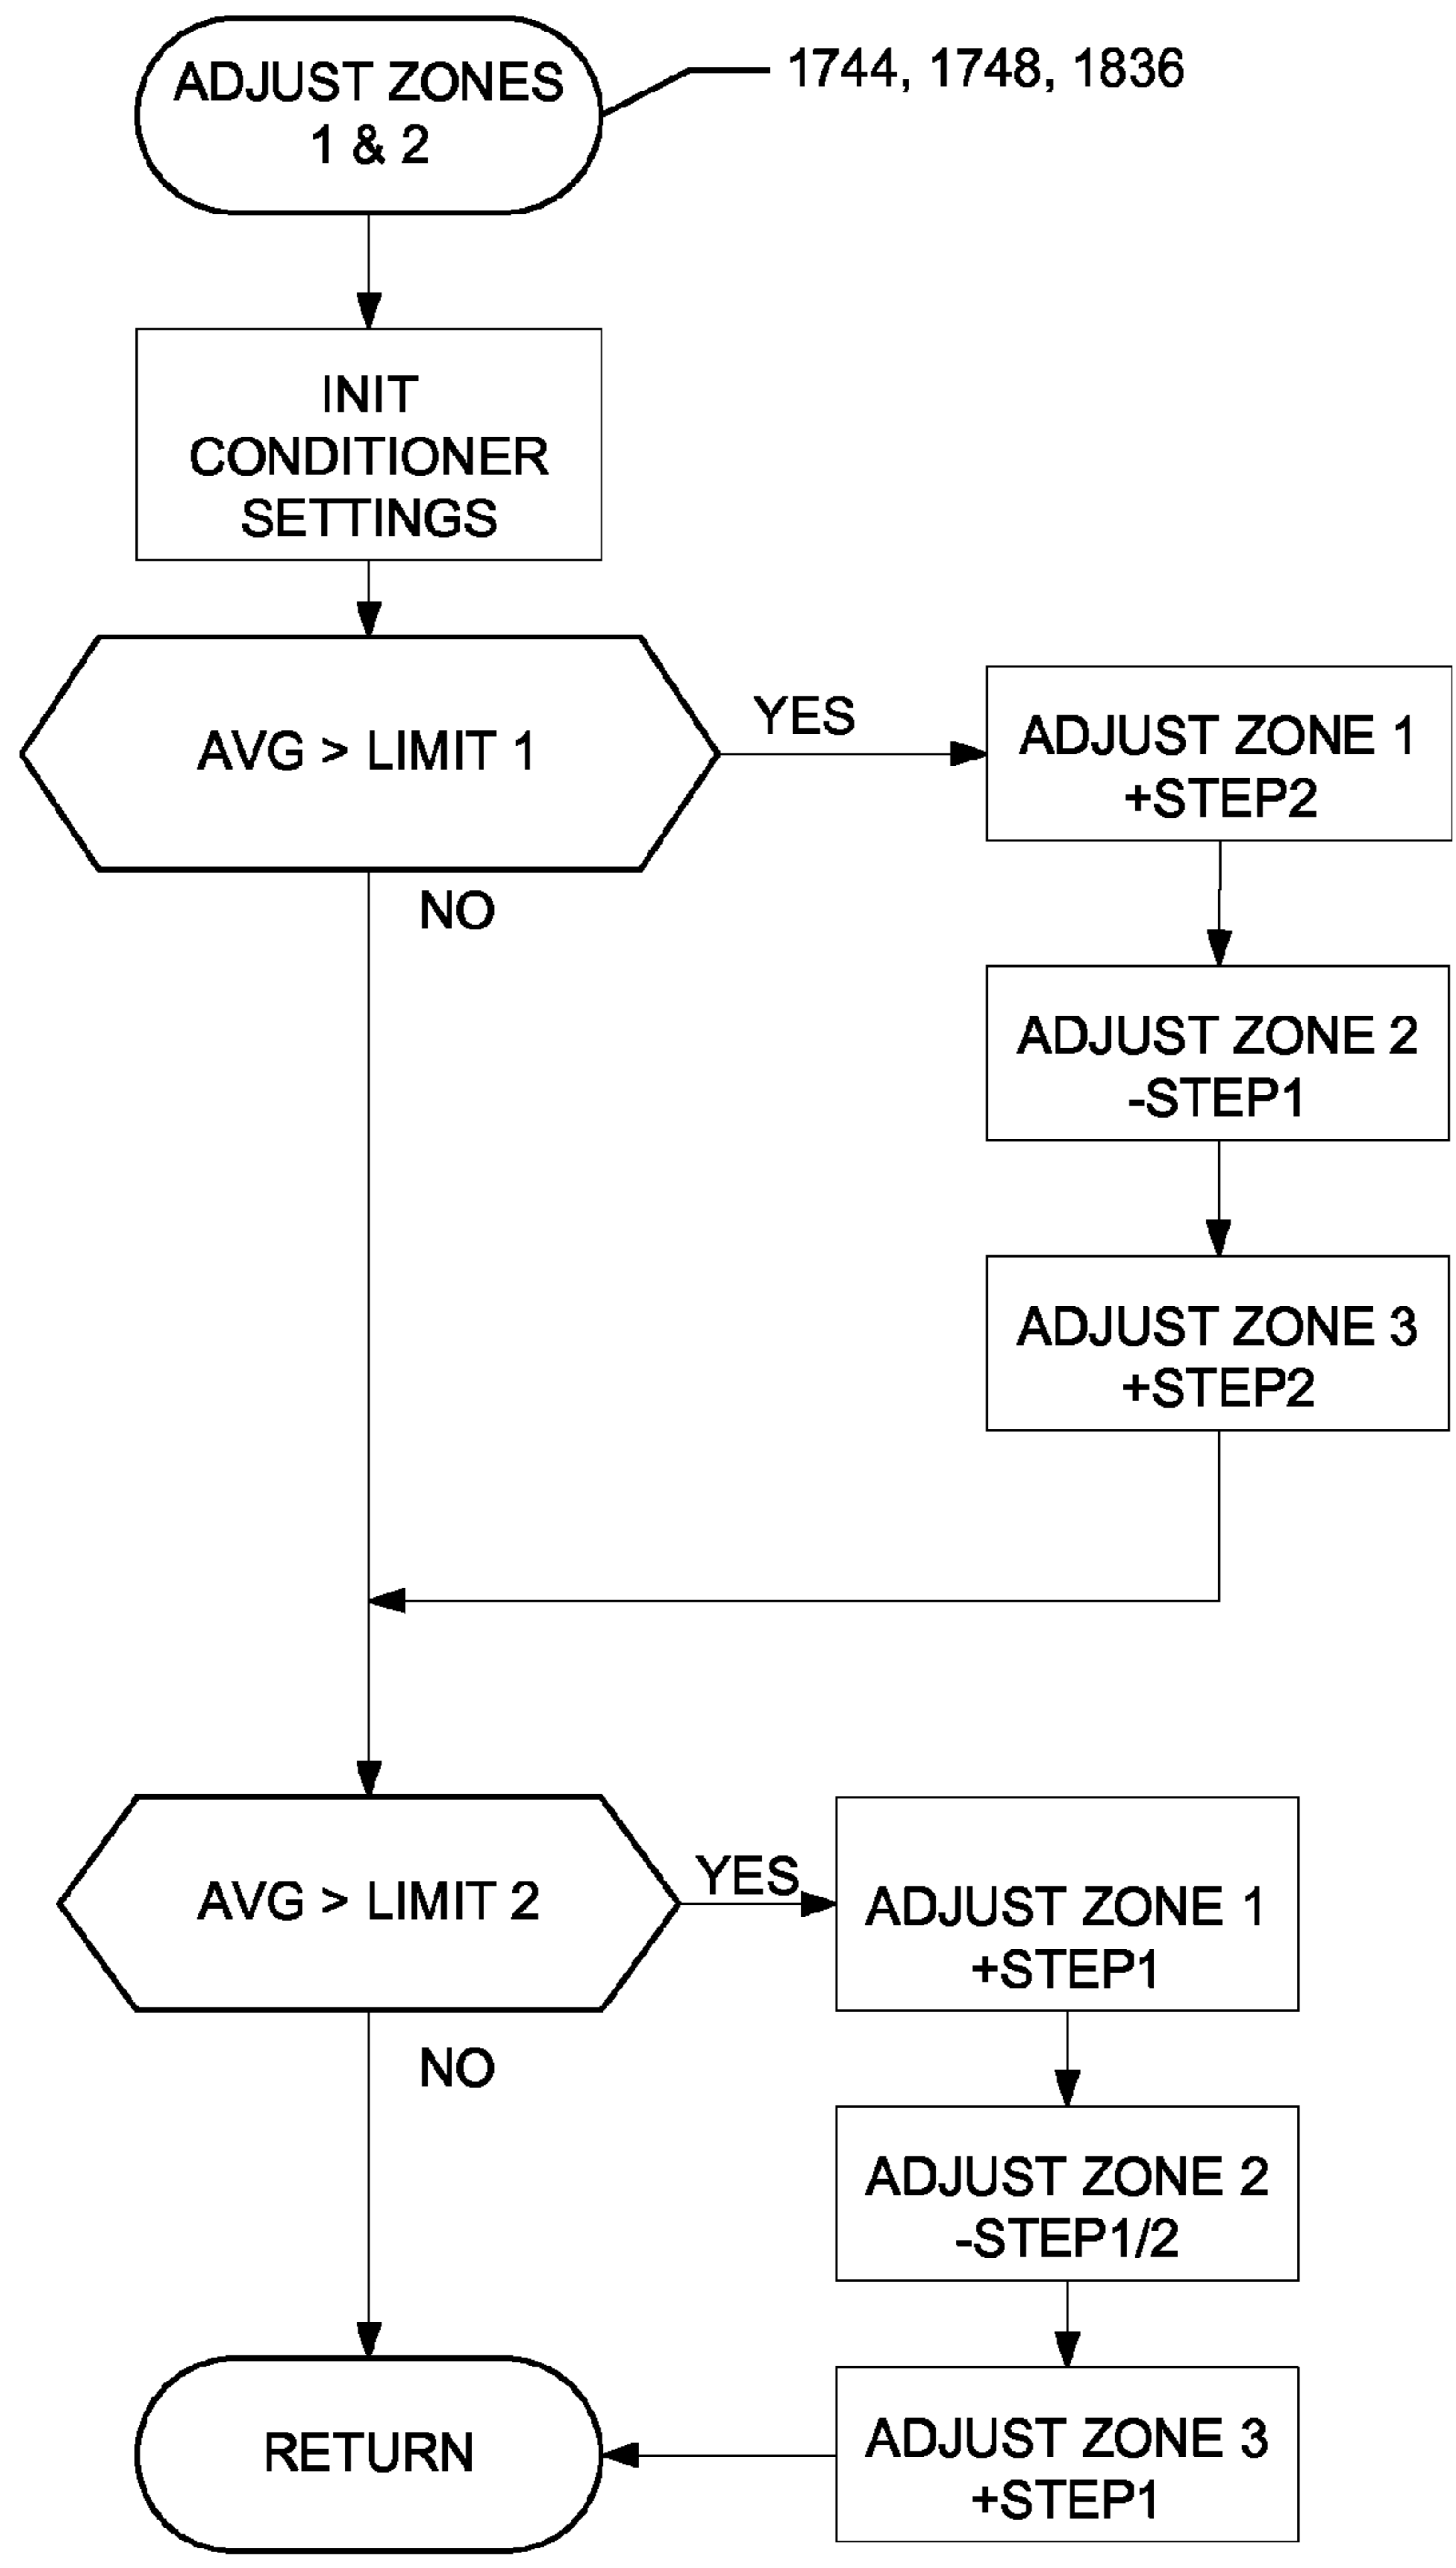 ADJUST ZONES
1 & 2
1744, 1748, 1836
INIT
CONDITIONER
SETTINGS
AVG > LIMIT 1
YES
ADJUST ZONE 1
+STEP2
NO
ADJUST ZONE 2
-STEP1
ADJUST ZONE 3
+STEP2
AVG > LIMIT 2
YES
ADJUST ZONE 1
+STEP1
NO
ADJUST ZONE 2
-STEP1/2
ADJUST ZONE 3
+STEP1
RETURN